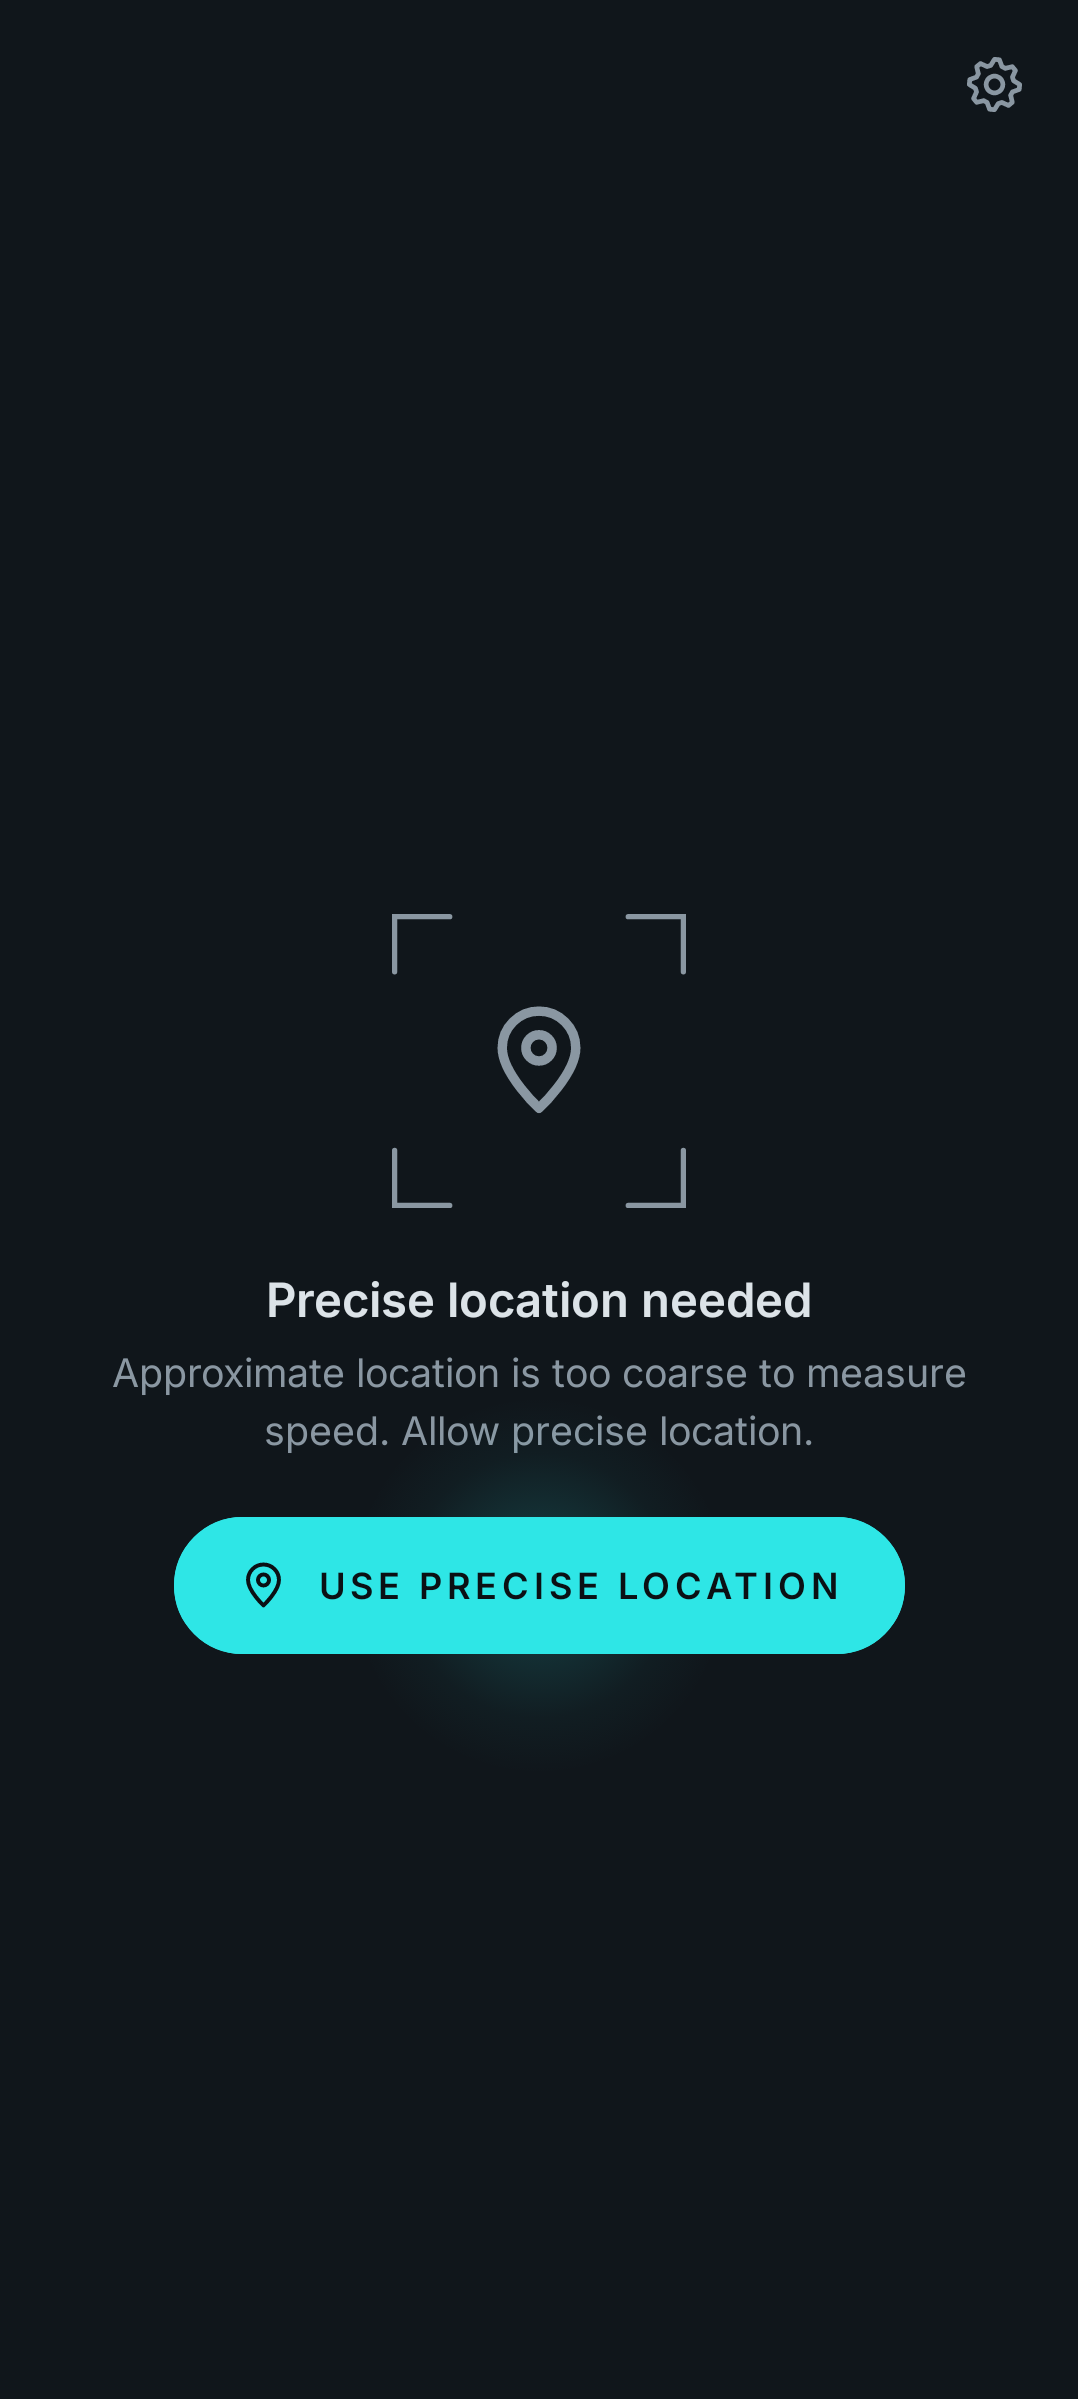 Precise location needed
Approximate location is too coarse to measure
speed. Allow precise location.
USE PRECISE LOCATION